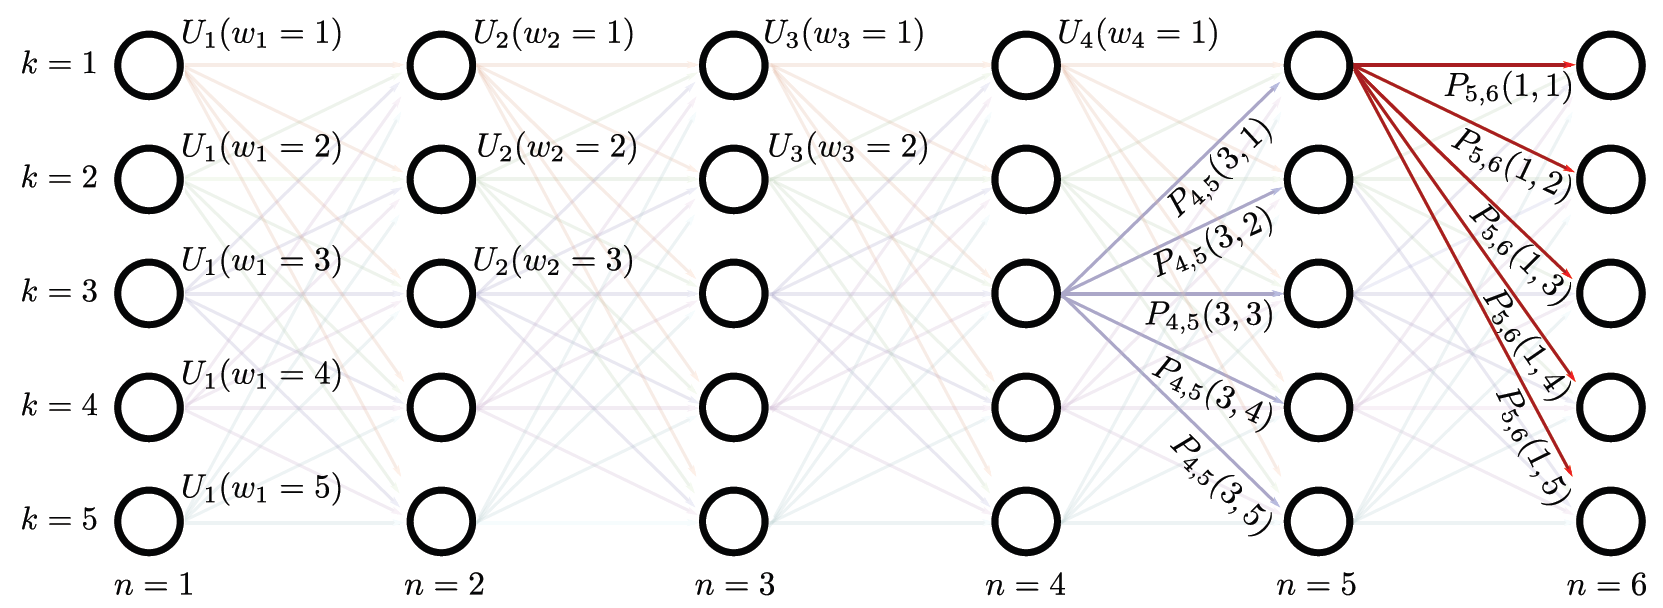 k = 1 U₁(w₁ = 1) U₂(w₂ = 1) U₃(w₃ = 1) U₄(w₄ = 1)
P₅,₆(1, 1)
k = 2 U₁(w₁ = 2) U₂(w₂ = 2) U₃(w₃ = 2)
P₄,₅(3, 1)
P₅,₆(1, 2)
k = 3 U₁(w₁ = 3) U₂(w₂ = 3)
P₄,₅(3, 2)
P₅,₆(1, 3)
P₄,₅(3, 3)
P₅,₆(1, 4)
k = 4 U₁(w₁ = 4)
P₄,₅(3, 4)
P₅,₆(1, 5)
k = 5 U₁(w₁ = 5)
P₄,₅(3, 5)
n = 1 n = 2 n = 3 n = 4 n = 5 n = 6